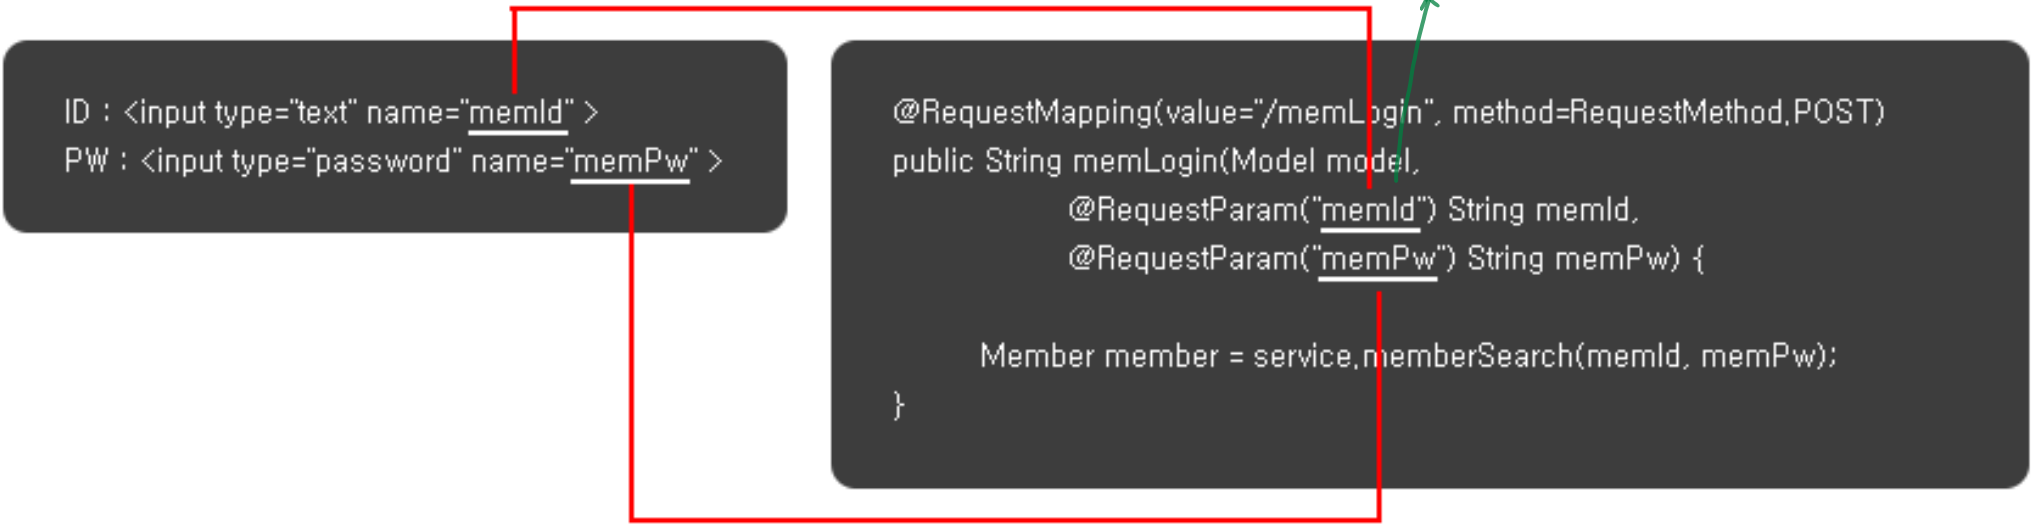 ID : <input type="text" name="memId" >
PW : <input type="password" name="memPw" >
@RequestMapping(value="/memLogin", method=RequestMethod.POST)
public String memLogin(Model model,
@RequestParam("memId") String memId,
@RequestParam("memPw") String memPw) {
Member member = service.memberSearch(memId, memPw);
}